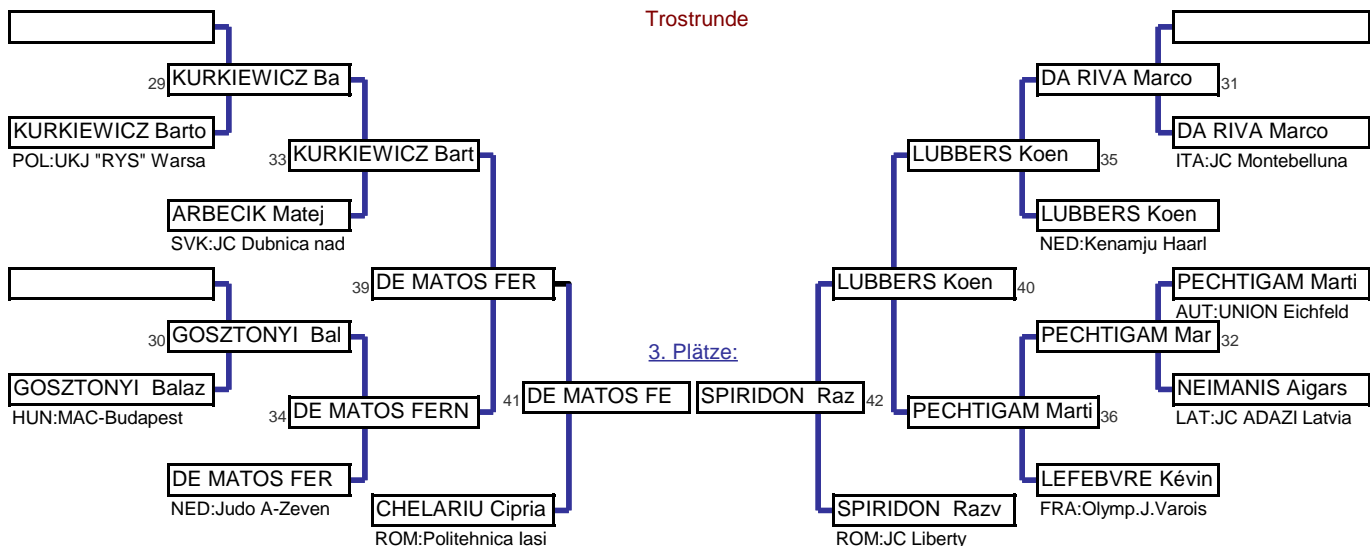 Trostrunde
29 KURKIEWICZ Ba
KURKIEWICZ Barto
POL:UKJ "RYS" Warsa
33 KURKIEWICZ Bart
ARBECIK Matej
SVK:JC Dubnica nad
39 DE MATOS FER
30 GOSZTONYI Bal
GOSZTONYI Balaz
HUN:MAC-Budapest
34 DE MATOS FERN
DE MATOS FER
NED:Judo A-Zeven
41 DE MATOS FE
CHELARIU Cipria
ROM:Politehnica Iasi
3. Plätze:
DA RIVA Marco 31
DA RIVA Marco
ITA:JC Montebelluna
LUBBERS Koen 35
LUBBERS Koen
NED:Kenamju Haarl
LUBBERS Koen 40
PECHTIGAM Marti
AUT:UNION Eichfeld
PECHTIGAM Mar 32
NEIMANIS Aigars
LAT:JC ADAZI Latvia
SPIRIDON Raz 42
PECHTIGAM Marti 36
LEFEBVRE Kévin
FRA:Olymp.J.Varois
SPIRIDON Razv
ROM:JC Liberty